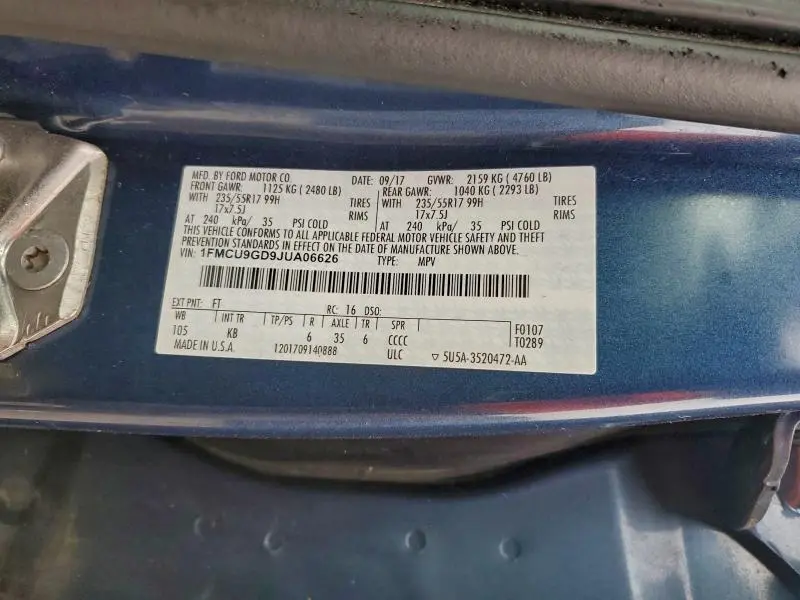 MFD. BY FORD MOTOR CO. DATE: 09/17 GVWR: 2159 KG ( 4760 LB)
FRONT GAWR: 1125 KG ( 2480 LB) REAR GAWR: 1040 KG ( 2293 LB)
WITH 235/55R17 99H TIRES WITH 235/55R17 99H TIRES
17x7.5J RIMS 17x7.5J RIMS
AT 240 kPa/ 35 PSI COLD AT 240 kPa/ 35 PSI COLD
THIS VEHICLE CONFORMS TO ALL APPLICABLE FEDERAL MOTOR VEHICLE SAFETY AND THEFT
PREVENTION STANDARDS IN EFFECT ON THE DATE OF MANUFACTURE SHOWN ABOVE.
VIN: 1FMCU9GD9JUA06626 TYPE: MPV
EXT PNT: FT RC: 16 DSO:
WB INT TR TP/PS R AXLE TR SPR F0107
105 KB 6 35 6 CCCC T0289
MADE IN U.S.A. 1201709140888 ULC ▽ 5U5A-3520472-AA